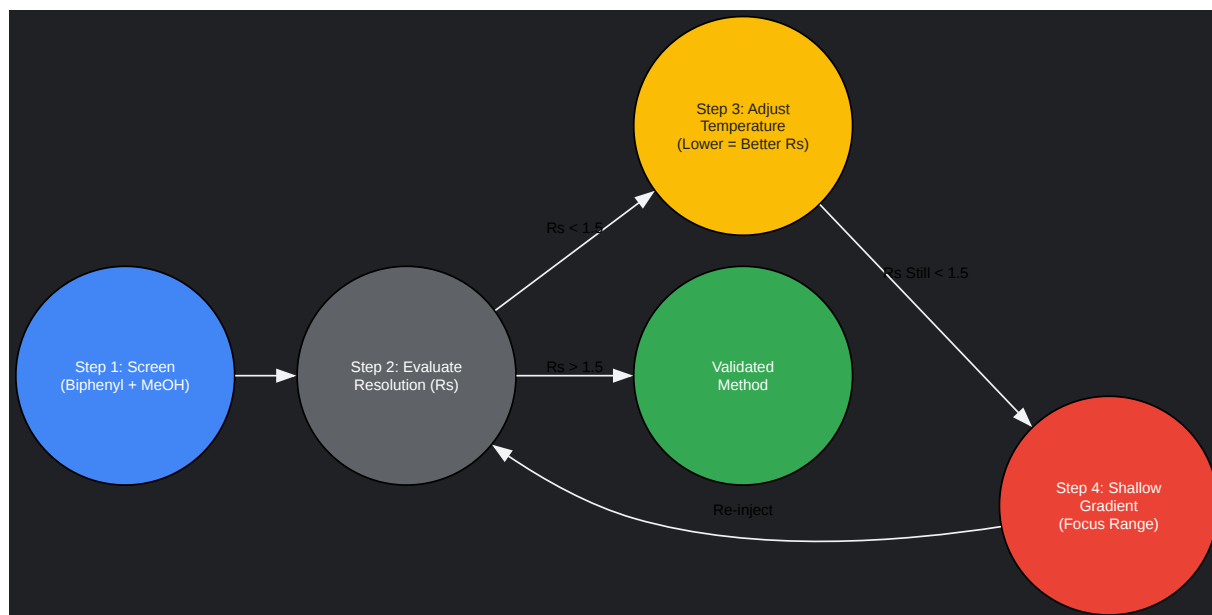 Step 1: Screen
(Biphenyl + MeOH)
Step 2: Evaluate
Resolution (Rs)
Rs < 1.5
Step 3: Adjust
Temperature
(Lower = Better Rs)
Rs > 1.5
Validated
Method
Rs Still < 1.5
Step 4: Shallow
Gradient
(Focus Range)
Re-inject